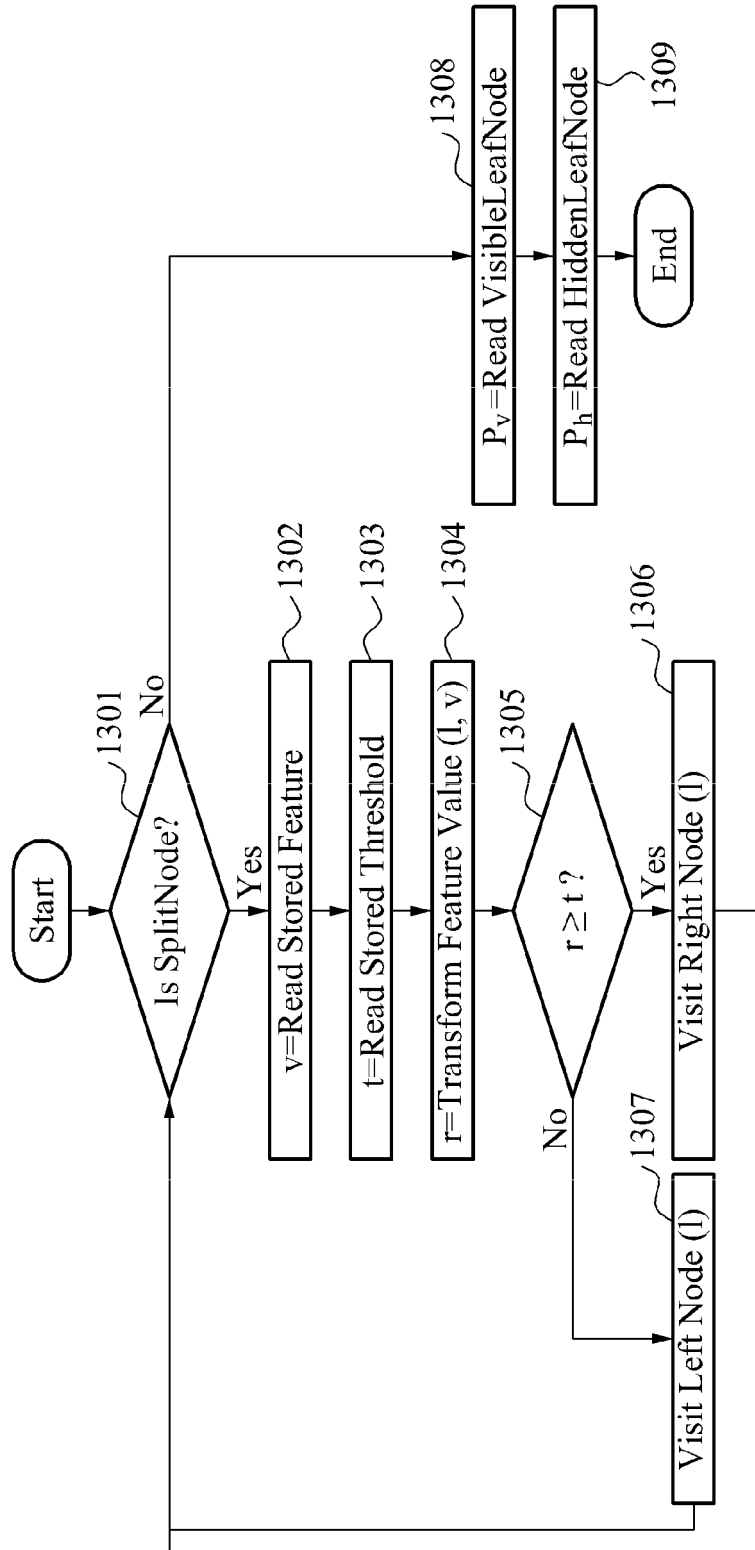 Start
1301
Is SplitNode?
No
Yes
1302
v=Read Stored Feature
1303
t=Read Stored Threshold
1304
r=Transform Feature Value (l, v)
1305
r ≥ t ?
No
Yes
1307
Visit Left Node (l)
1306
Visit Right Node (l)
1308
Pv=Read VisibleLeafNode
Ph=Read HiddenLeafNode
1309
End